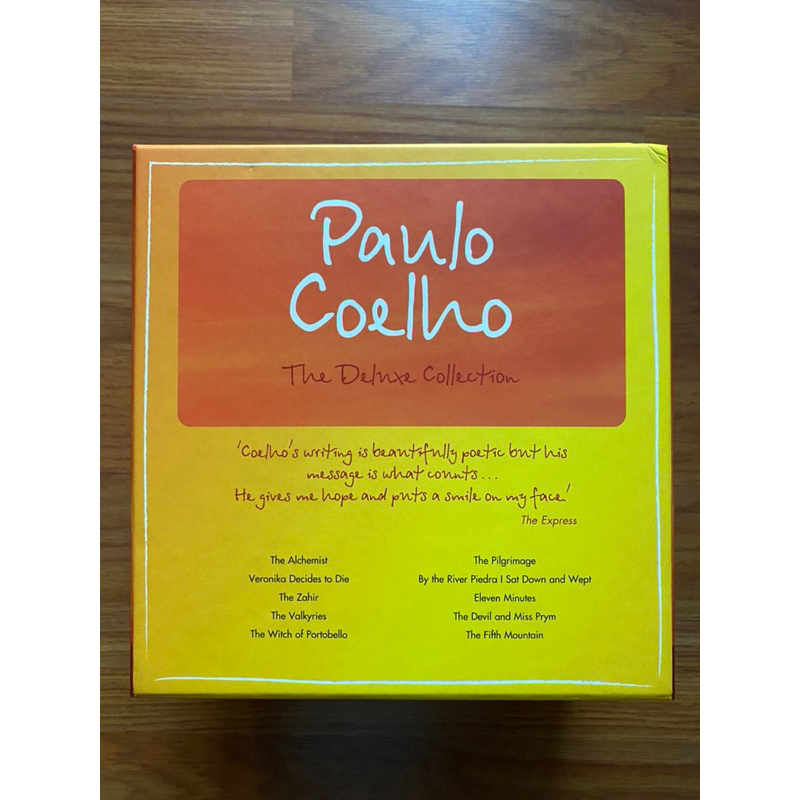 Paulo
Coelho
The Deluxe Collection
'Coelho's writing is beautifully poetic but his
message is what counts...
He gives me hope and puts a smile on my face.'
The Express
The Alchemist
Veronika Decides to Die
The Zahir
The Valkyries
The Witch of Portobello
The Pilgrimage
By the River Piedra I Sat Down and Wept
Eleven Minutes
The Devil and Miss Prym
The Fifth Mountain